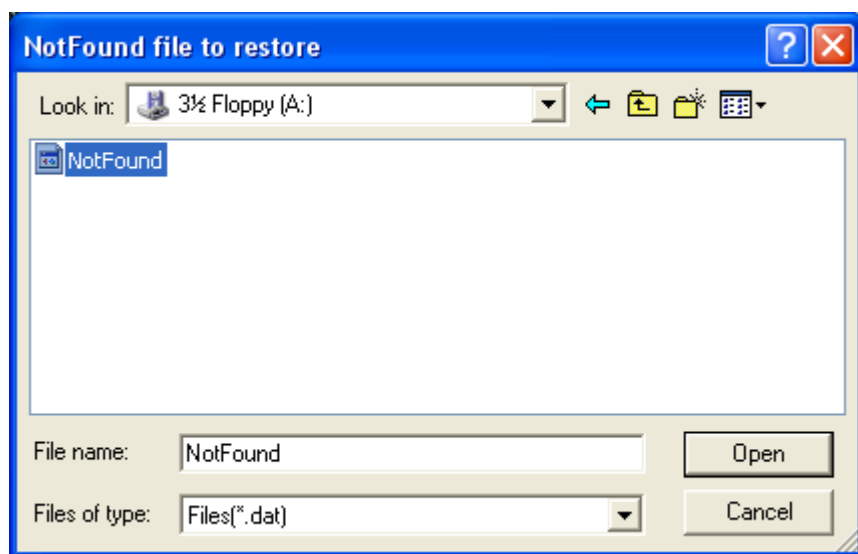 NotFound file to restore
Look in: 3½ Floppy (A:)
NotFound
File name: NotFound
Open
Files of type: Files(*.dat)
Cancel